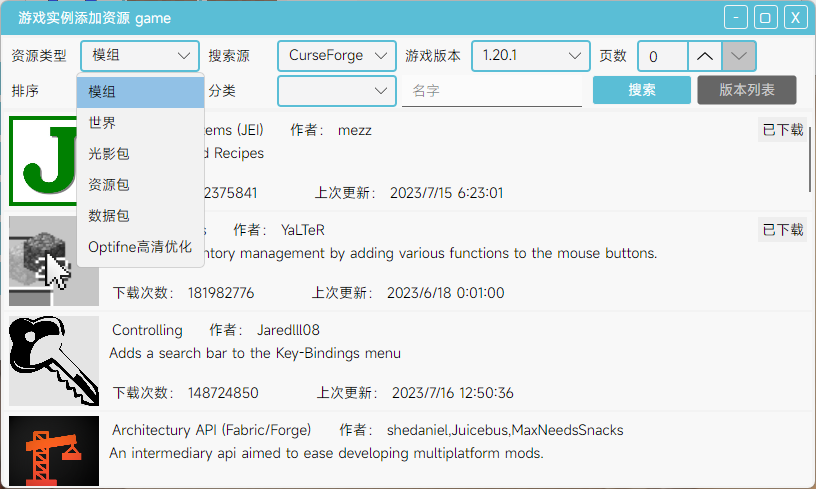 游戏实例添加资源 game
资源类型 模组 搜索源 CurseForge 游戏版本 1.20.1 页数 0
排序 分类 名字 搜索 版本列表
模组
世界
光影包
资源包
数据包
Optifne高清优化
ems (JEI) 作者： mezz 已下载
d Recipes
2375841 上次更新： 2023/7/15 6:23:01
s 作者： YaLTeR 已下载
ntory management by adding various functions to the mouse buttons.
下载次数： 181982776 上次更新： 2023/6/18 0:01:00
Controlling 作者： Jaredlll08
Adds a search bar to the Key-Bindings menu
下载次数： 148724850 上次更新： 2023/7/16 12:50:36
Architectury API (Fabric/Forge) 作者： shedaniel,Juicebus,MaxNeedsSnacks
An intermediary api aimed to ease developing multiplatform mods.